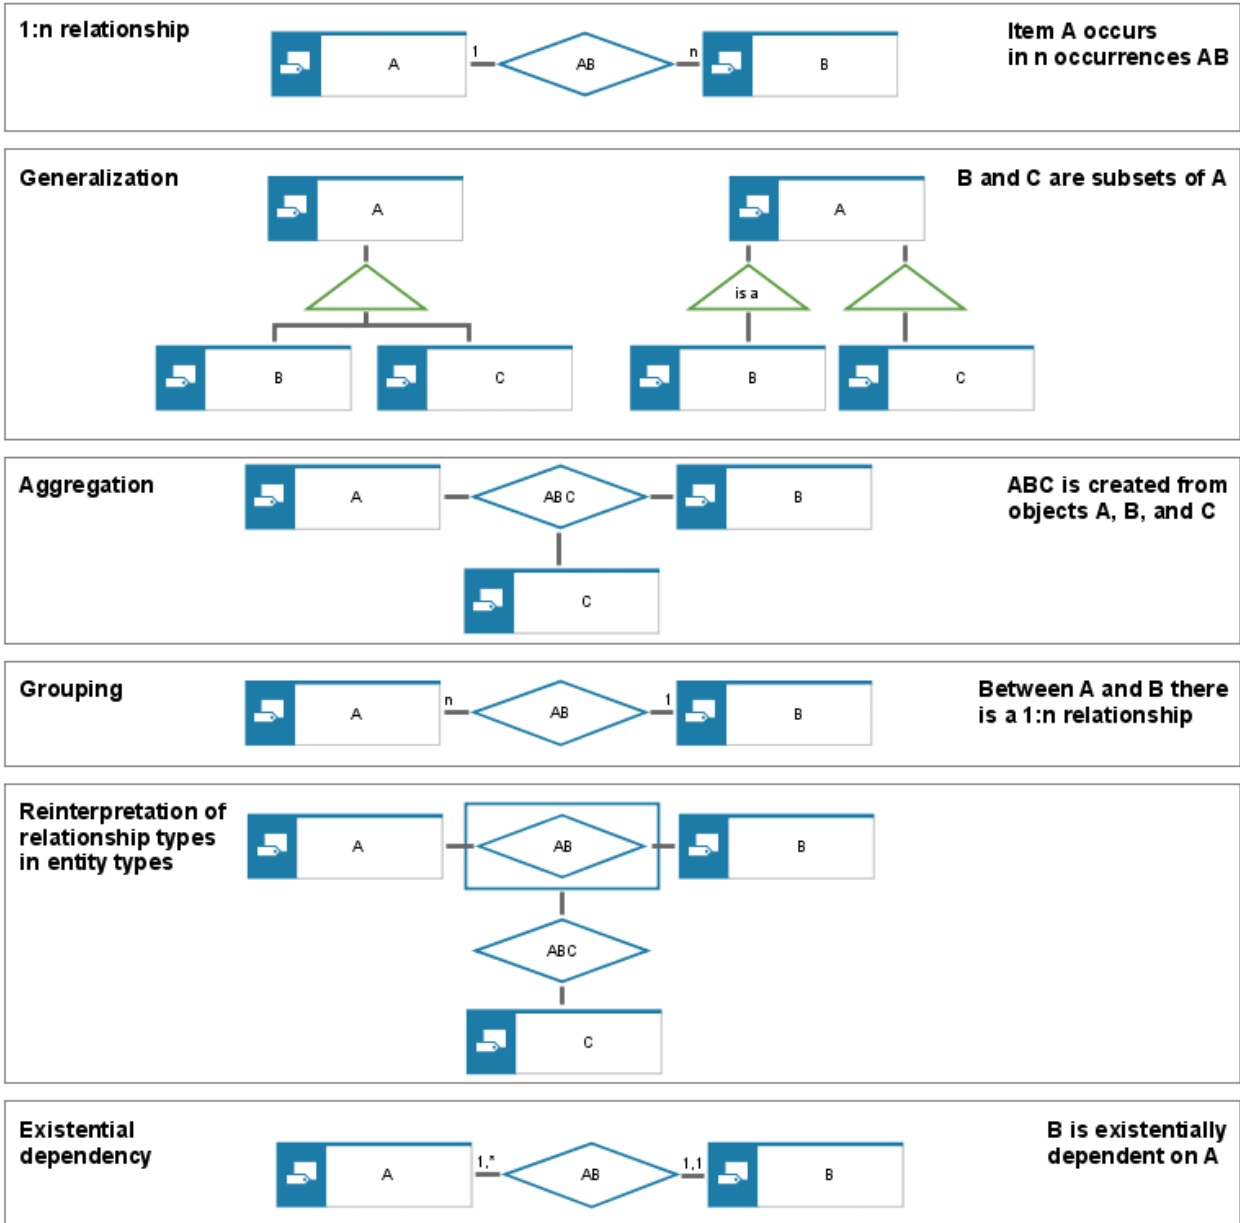 1:n relationship
A
1
AB
n
B
Item A occurs
in n occurrences AB
Generalization
A
B
C
A
is a
B
C
B and C are subsets of A
Aggregation
A
ABC
B
C
ABC is created from
objects A, B, and C
Grouping
A
n
AB
1
B
Between A and B there
is a 1:n relationship
Reinterpretation of
relationship types
in entity types
A
AB
B
ABC
C
Existential
dependency
A
1,*
AB
1,1
B
B is existentially
dependent on A